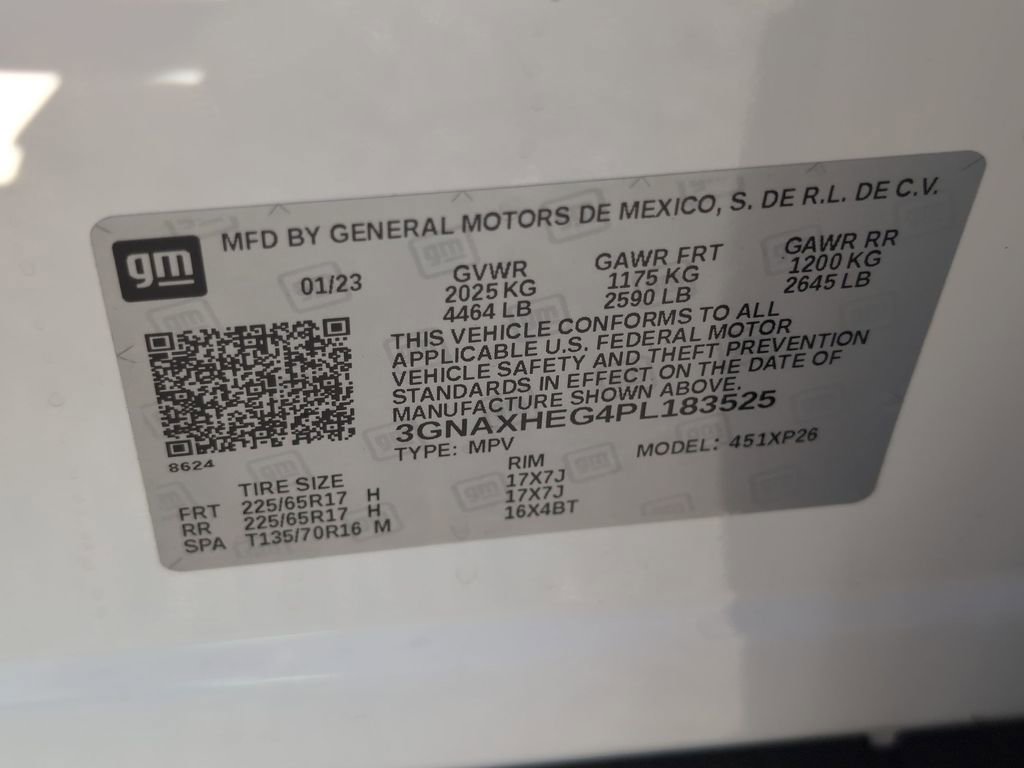 gm
MFD BY GENERAL MOTORS DE MEXICO, S. DE R.L. DE C.V.
01/23
GVWR
2025 KG
4464 LB
GAWR FRT
1175 KG
2590 LB
GAWR RR
1200 KG
2645 LB
THIS VEHICLE CONFORMS TO ALL
APPLICABLE U.S. FEDERAL MOTOR
VEHICLE SAFETY AND THEFT PREVENTION
STANDARDS IN EFFECT ON THE DATE OF
MANUFACTURE SHOWN ABOVE.
3GNAXHEG4PL183525
TYPE: MPV
MODEL: 451XP26
8624
TIRE SIZE
RIM
FRT 225/65R17 H 17X7J
RR 225/65R17 H 17X7J
SPA T135/70R16 M 16X4BT